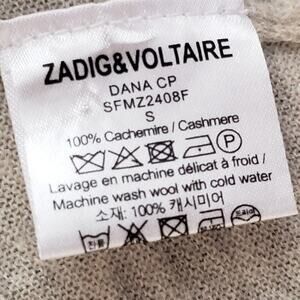 ZADIG&VOLTAIRE
DANA CP
SFMZ2408F
S
100% Cachemire / Cashmere
P
Lavage en machine délicat à froid /
Machine wash wool with cold water
소재: 100% 캐시미어